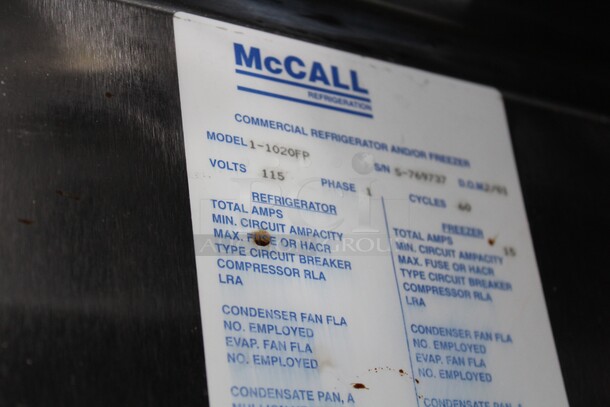 McCALL
REFRIGERATION
COMMERCIAL REFRIGERATOR AND/OR FREEZER
MODEL 1-1020FP S/N S-769737 D.O.M.
VOLTS 115 PHASE 1 CYCLES 60
REFRIGERATOR
TOTAL AMPS
MIN. CIRCUIT AMPACITY
MAX. FUSE OR HACR
TYPE CIRCUIT BREAKER
COMPRESSOR RLA
LRA
CONDENSER FAN FLA
NO. EMPLOYED
EVAP. FAN FLA
NO. EMPLOYED
CONDENSATE PAN, A
FREEZER
TOTAL AMPS
MIN. CIRCUIT AMPACITY 15
MAX. FUSE OR HACR
TYPE CIRCUIT BREAKER
COMPRESSOR RLA
LRA
CONDENSER FAN FLA
NO. EMPLOYED
EVAP. FAN FLA
NO. EMPLOYED
CONDENSATE PAN, A